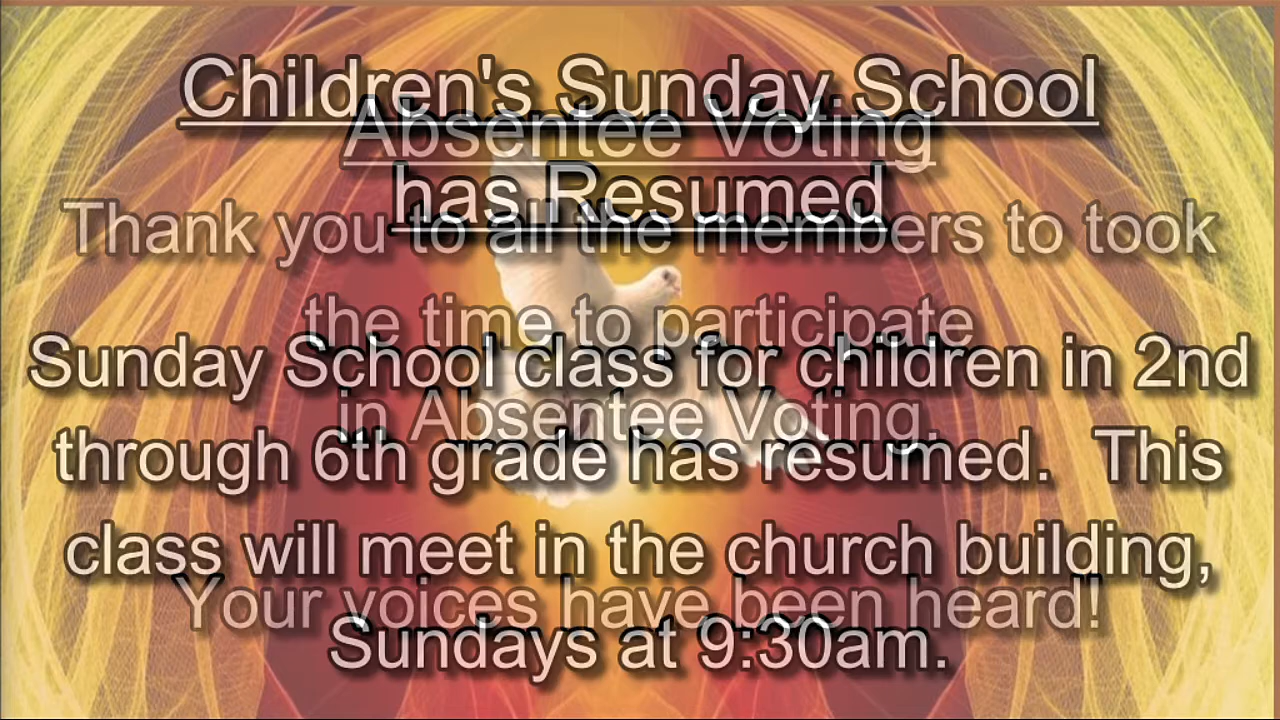 Children's Sunday School
has Resumed
Sunday School class for children in 2nd
through 6th grade has resumed. This
class will meet in the church building,
Sundays at 9:30am.
Absentee Voting
Thank you to all the members to took
the time to participate
in Absentee Voting.
Your voices have been heard!